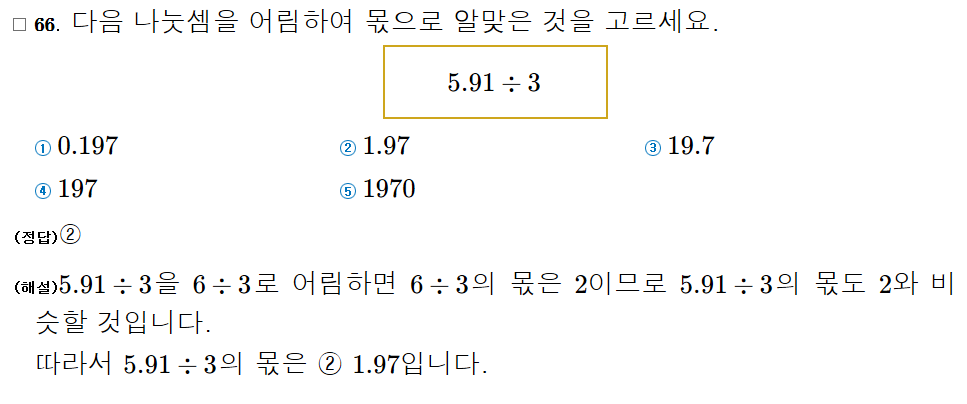 □ 66. 다음 나눗셈을 어림하여 몫으로 알맞은 것을 고르세요.
5.91 ÷ 3
① 0.197 ② 1.97 ③ 19.7
④ 197 ⑤ 1970
(정답)②
(해설)5.91 ÷ 3을 6 ÷ 3로 어림하면 6 ÷ 3의 몫은 2이므로 5.91 ÷ 3의 몫도 2와 비
슷할 것입니다.
따라서 5.91 ÷ 3의 몫은 ② 1.97입니다.